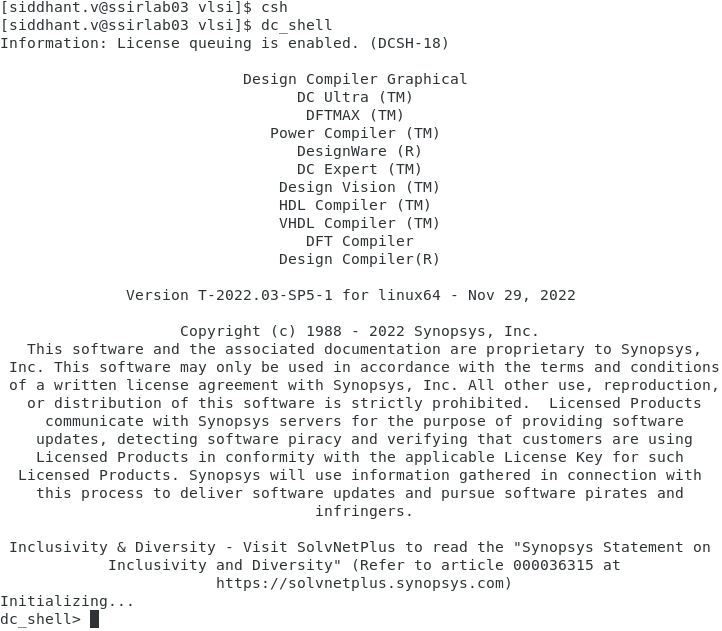 [siddhant.v@ssirlab03 vlsi]$ csh
[siddhant.v@ssirlab03 vlsi]$ dc_shell
Information: License queuing is enabled. (DCSH-18)
Design Compiler Graphical
DC Ultra (TM)
DFTMAX (TM)
Power Compiler (TM)
DesignWare (R)
DC Expert (TM)
Design Vision (TM)
HDL Compiler (TM)
VHDL Compiler (TM)
DFT Compiler
Design Compiler(R)
Version T-2022.03-SP5-1 for linux64 - Nov 29, 2022
Copyright (c) 1988 - 2022 Synopsys, Inc.
This software and the associated documentation are proprietary to Synopsys,
Inc. This software may only be used in accordance with the terms and conditions
of a written license agreement with Synopsys, Inc. All other use, reproduction,
or distribution of this software is strictly prohibited.  Licensed Products
communicate with Synopsys servers for the purpose of providing software
updates, detecting software piracy and verifying that customers are using
Licensed Products in conformity with the applicable License Key for such
Licensed Products. Synopsys will use information gathered in connection with
this process to deliver software updates and pursue software pirates and
infringers.
Inclusivity & Diversity - Visit SolvNetPlus to read the "Synopsys Statement on
Inclusivity and Diversity" (Refer to article 000036315 at
https://solvnetplus.synopsys.com)
Initializing...
dc_shell>